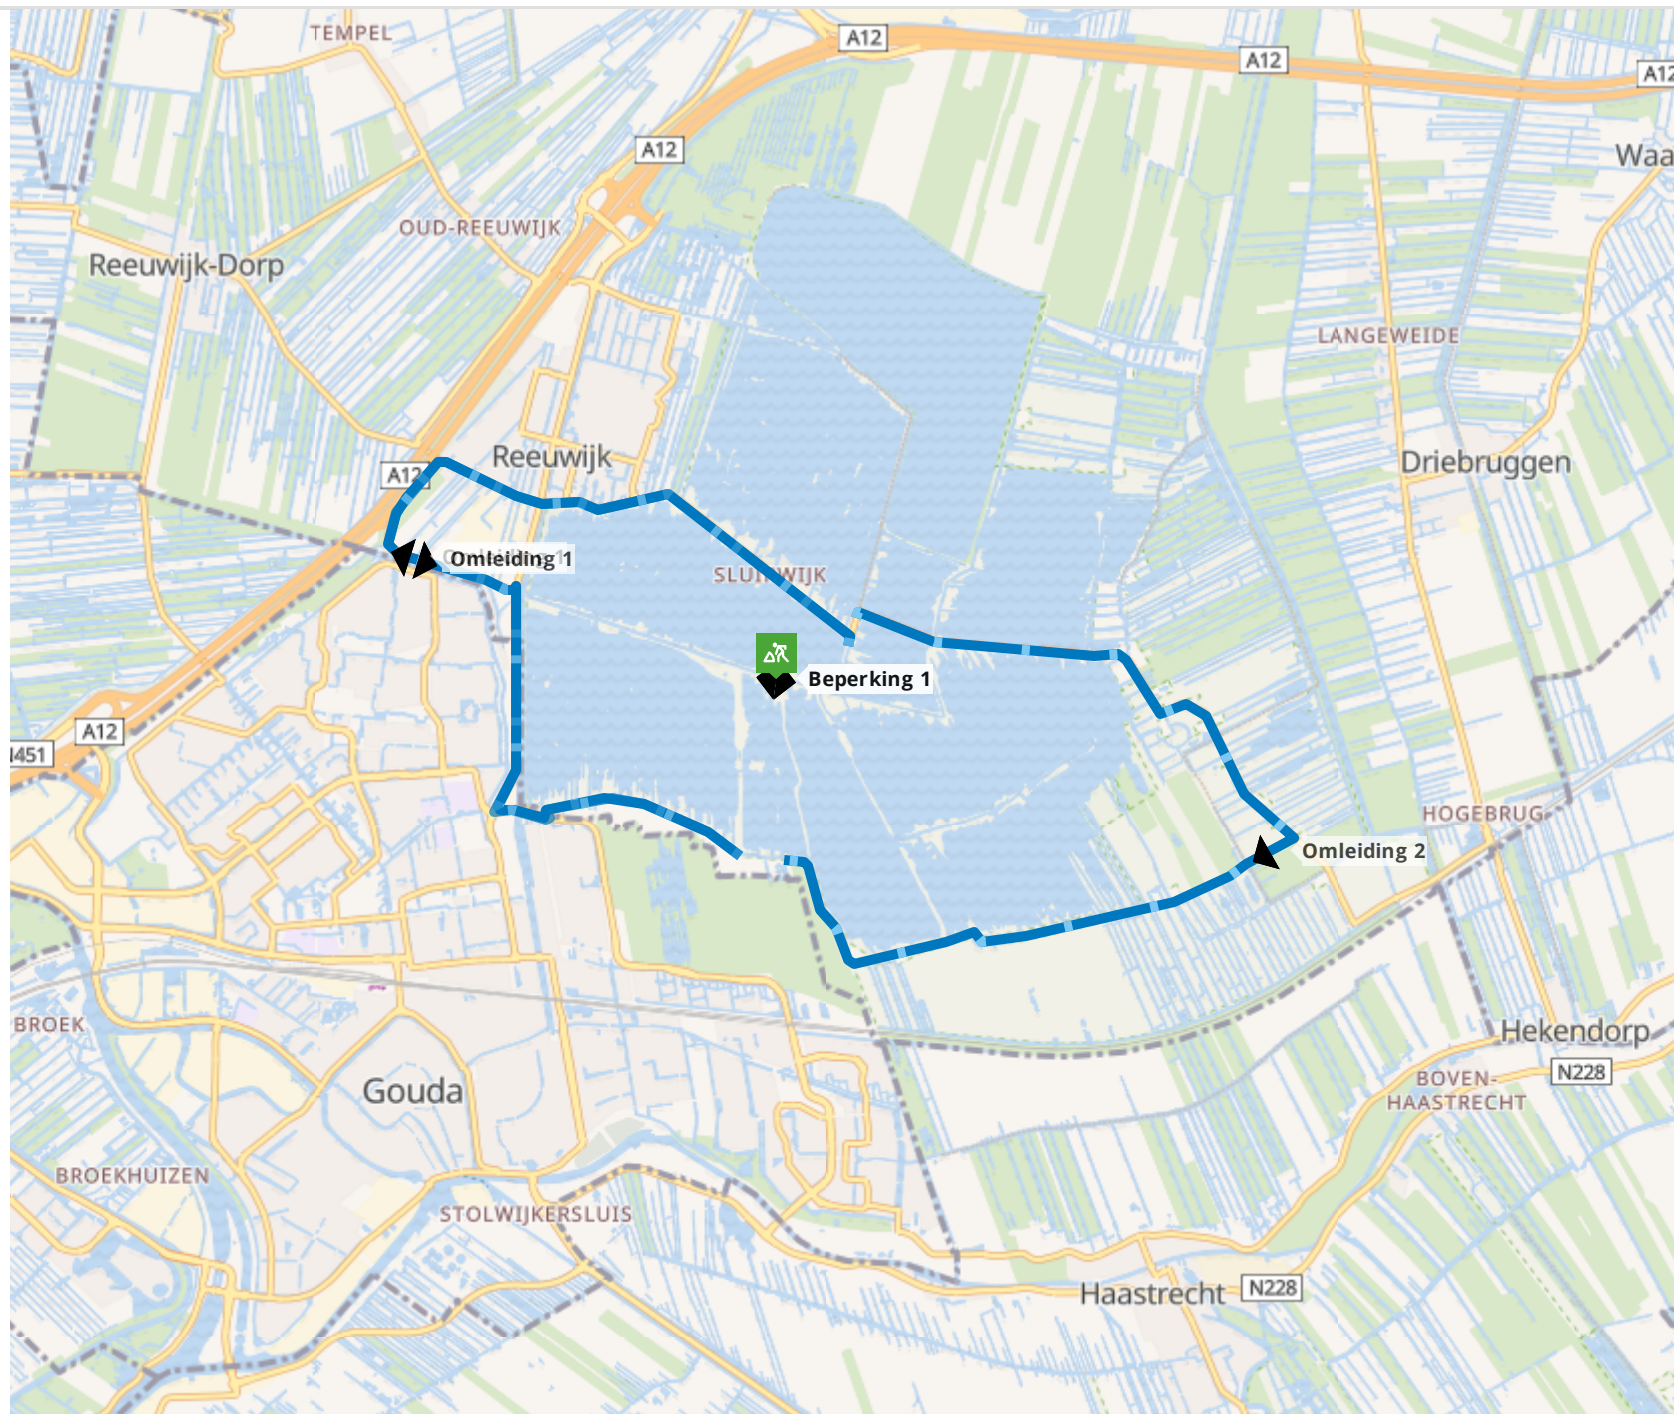 TEMPEL
A12
A12
A12
A12
Waa
OUD-REEUWIJK
Reeuwijk-Dorp
LANGEWEIDE
Reeuwijk
A12
Driebruggen
Omleiding 1
SLUIPWIJK
Beperking 1
A12
N451
HOGEBRUG
Omleiding 2
BROEK
Hekendorp
N228
Gouda
BOVEN-
HAASTRECHT
BROEKHUIZEN
STOLWIJKERSLUIS
Haastrecht
N228